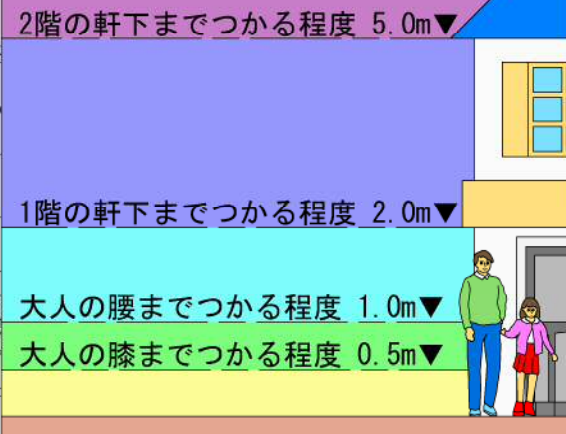 2階の軒下までつかる程度 5.0m▼
1階の軒下までつかる程度 2.0m▼
大人の腰までつかる程度 1.0m▼
大人の膝までつかる程度 0.5m▼